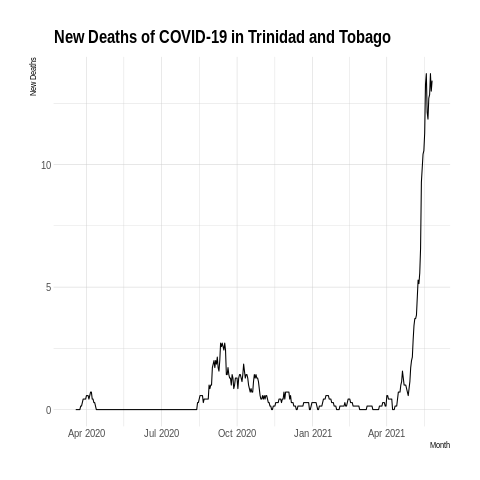 New Deaths of COVID-19 in Trinidad and Tobago
New Deaths
10
5
0
Apr 2020 Jul 2020 Oct 2020 Jan 2021 Apr 2021
Month